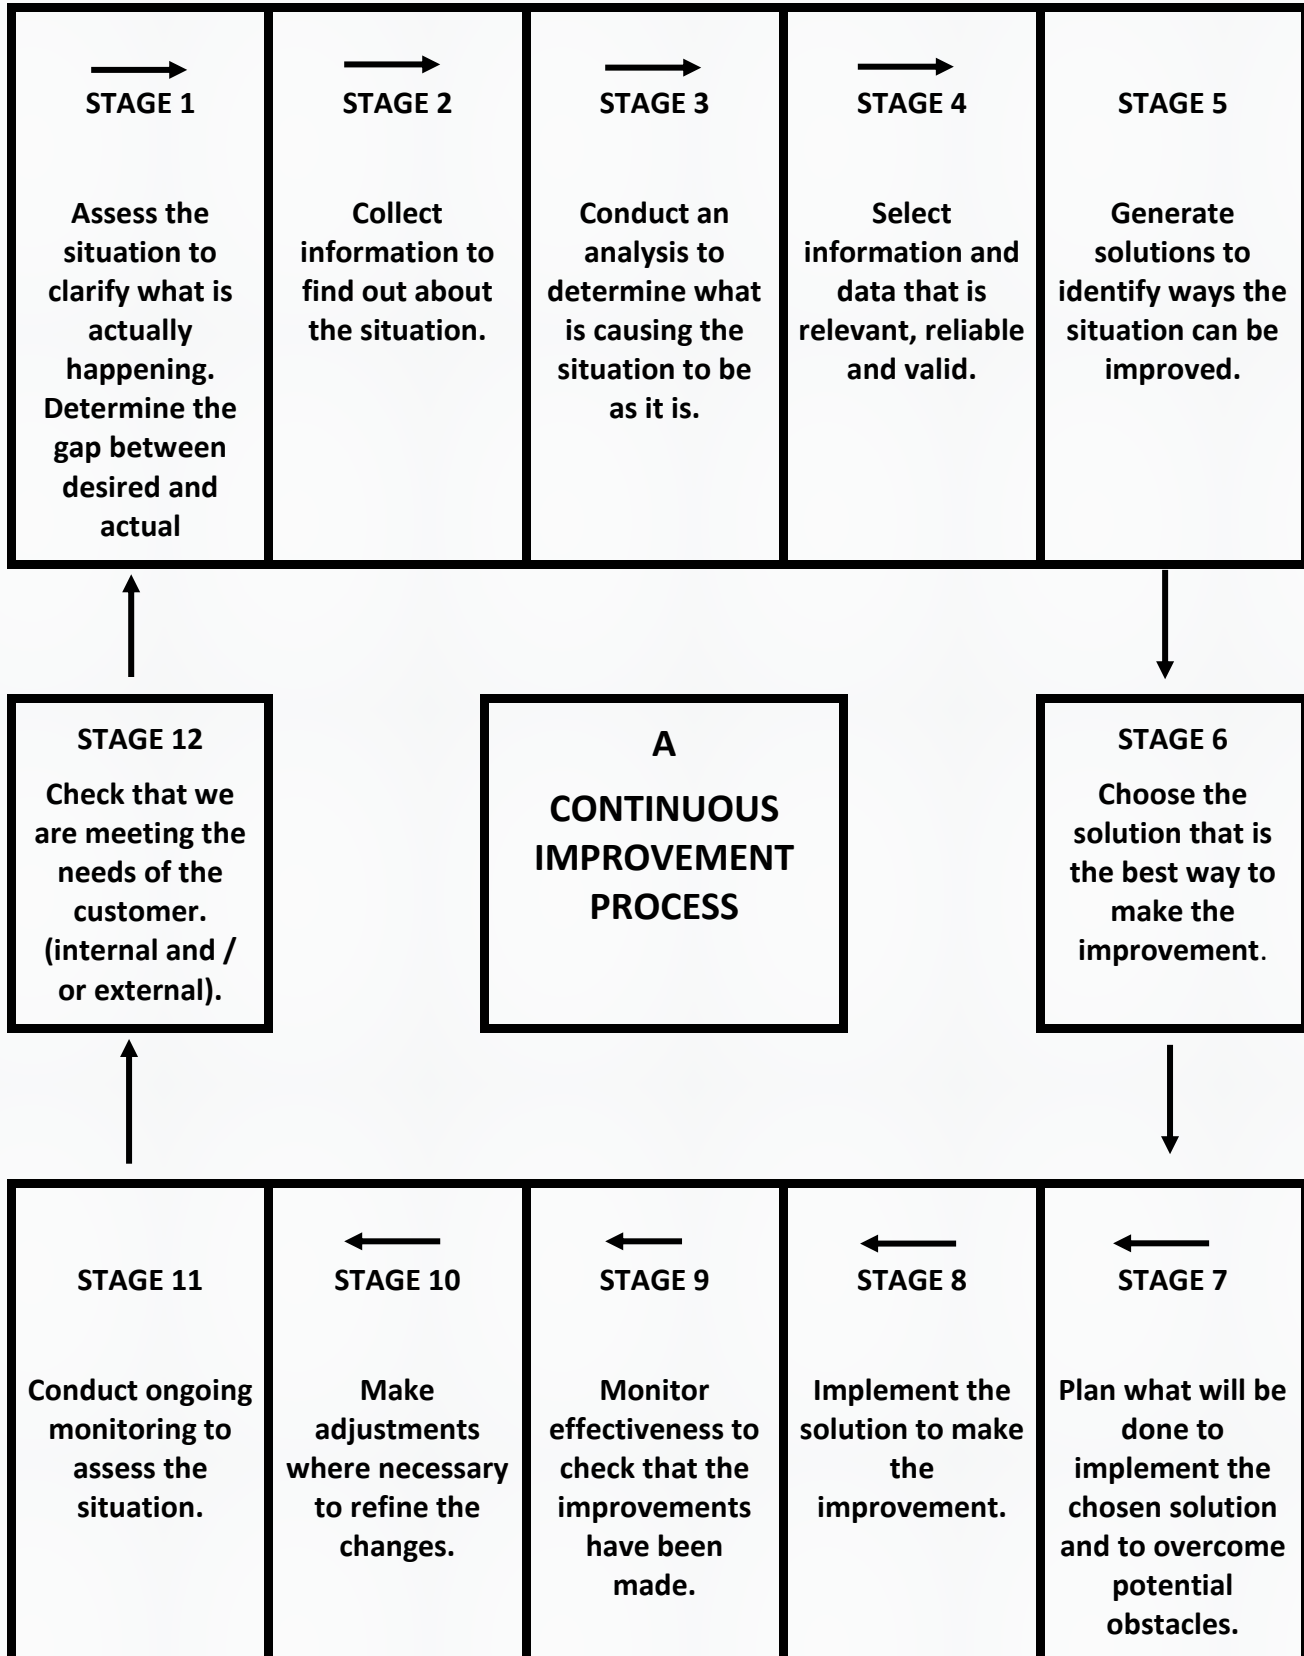 STAGE 1
Assess the
situation to
clarify what is
actually
happening.
Determine the
gap between
desired and
actual
STAGE 2
Collect
information to
find out about
the situation.
STAGE 3
Conduct an
analysis to
determine what
is causing the
situation to be
as it is.
STAGE 4
Select
information and
data that is
relevant, reliable
and valid.
STAGE 5
Generate
solutions to
identify ways the
situation can be
improved.
STAGE 12
Check that we
are meeting the
needs of the
customer.
(internal and /
or external).
A
CONTINUOUS
IMPROVEMENT
PROCESS
STAGE 6
Choose the
solution that is
the best way to
make the
improvement.
STAGE 11
Conduct ongoing
monitoring to
assess the
situation.
STAGE 10
Make
adjustments
where necessary
to refine the
changes.
STAGE 9
Monitor
effectiveness to
check that the
improvements
have been
made.
STAGE 8
Implement the
solution to make
the
improvement.
STAGE 7
Plan what will be
done to
implement the
chosen solution
and to overcome
potential
obstacles.